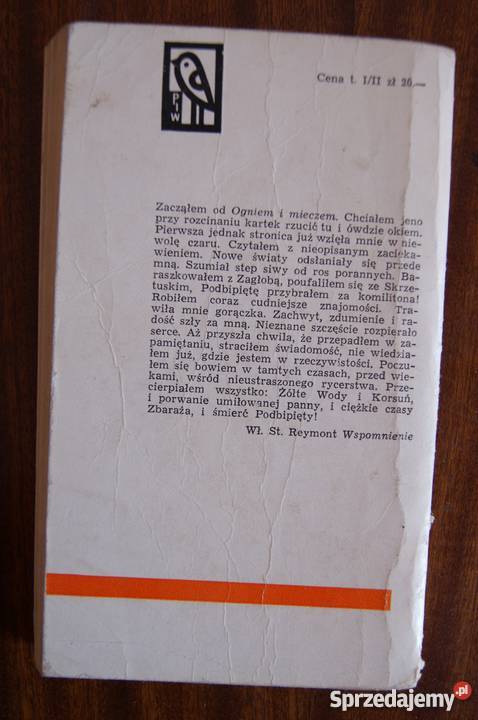 PIW
Cena t. I/II zł 20,—
Zacząłem od Ogniem i mieczem. Chciałem jeno
przy rozcinaniu kartek rzucić tu i ówdzie okiem.
Pierwsza jednak stronica już wzięła mnie w nie-
wolę czaru. Czytałem z nieopisanym zacieka-
wieniem. Nowe światy odsłaniały się przede
mną. Szumiał step siwy od ros porannych. Ba-
raszkowałem z Zagłobą, poufaliłem się ze Skrze-
tuskim, Podbipiętę przybrałem za komilitona!
Robiłem coraz cudniejsze znajomości. Tra-
wiła mnie gorączka. Zachwyt, zdumienie i ra-
dość szły za mną. Nieznane szczęście rozpierało
serce. Aż przyszła chwila, że przepadłem w za-
pamiętaniu, straciłem świadomość, nie wiedzia-
łem już, gdzie jestem w rzeczywistości. Poczu-
łem się bowiem w tamtych czasach, przed wie-
kami, wśród nieustraszonego rycerstwa. Prze-
cierpiałem wszystko: Żółte Wody i Korsuń,
i porwanie umiłowanej panny, i ciężkie czasy
Zbaraża, i śmierć Podbipięty!
Wł. St. Reymont Wspomnienie
Sprzedajemy.pl